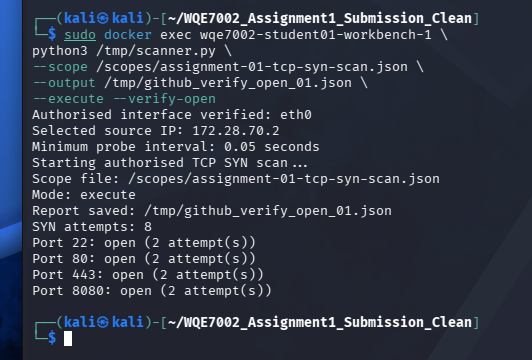 ┌──(kali㉿kali)-[~/WQE7002_Assignment1_Submission_Clean]
└─$ sudo docker exec wqe7002-student01-workbench-1 \
python3 /tmp/scanner.py \
--scope /scopes/assignment-01-tcp-syn-scan.json \
--output /tmp/github_verify_open_01.json \
--execute --verify-open
Authorised interface verified: eth0
Selected source IP: 172.28.70.2
Minimum probe interval: 0.05 seconds
Starting authorised TCP SYN scan...
Scope file: /scopes/assignment-01-tcp-syn-scan.json
Mode: execute
Report saved: /tmp/github_verify_open_01.json
SYN attempts: 8
Port 22: open (2 attempt(s))
Port 80: open (2 attempt(s))
Port 443: open (2 attempt(s))
Port 8080: open (2 attempt(s))
┌──(kali㉿kali)-[~/WQE7002_Assignment1_Submission_Clean]
└─$